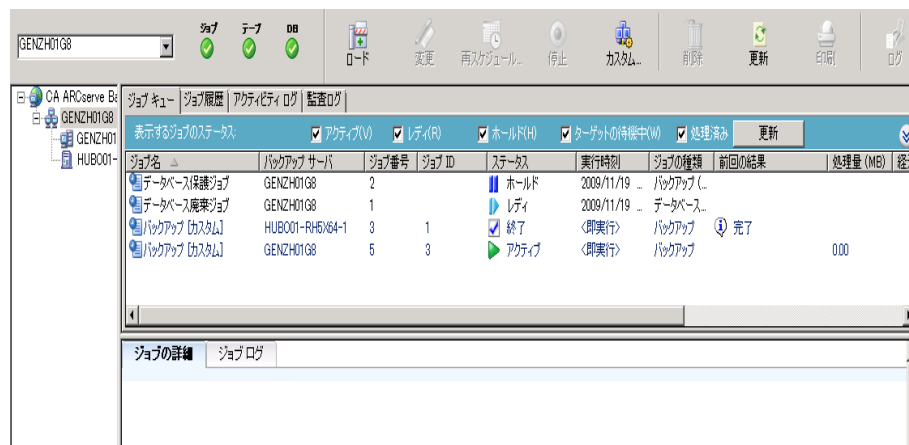 ジョブ テープ DB
GENZH01G8
ロード 変更 再スケジュール... 停止 カスタム... 削除 更新 印刷 ログ
CA ARCserve Ba
GENZH01G8
GENZH01
HUBO01-
ジョブ キュー ジョブ履歴 アクティビティ ログ 監査ログ
表示するジョブのステータス: アクティブ(V) レディ(R) ホールド(H) ターゲットの待機中(W) 処理済み 更新
ジョブ名 バックアップ サーバ ジョブ番号 ジョブ ID ステータス 実行時刻 ジョブの種類 前回の結果 処理量 (MB) 経
データベース保護ジョブ GENZH01G8 2 ホールド 2009/11/19 ... バックアップ (...
データベース廃棄ジョブ GENZH01G8 1 レディ 2009/11/19 ... データベース...
バックアップ [カスタム] HUBO01-RH5X64-1 3 1 終了 <即実行> バックアップ 完了
バックアップ [カスタム] GENZH01G8 5 3 アクティブ <即実行> バックアップ 0.00
ジョブの詳細 ジョブ ログ